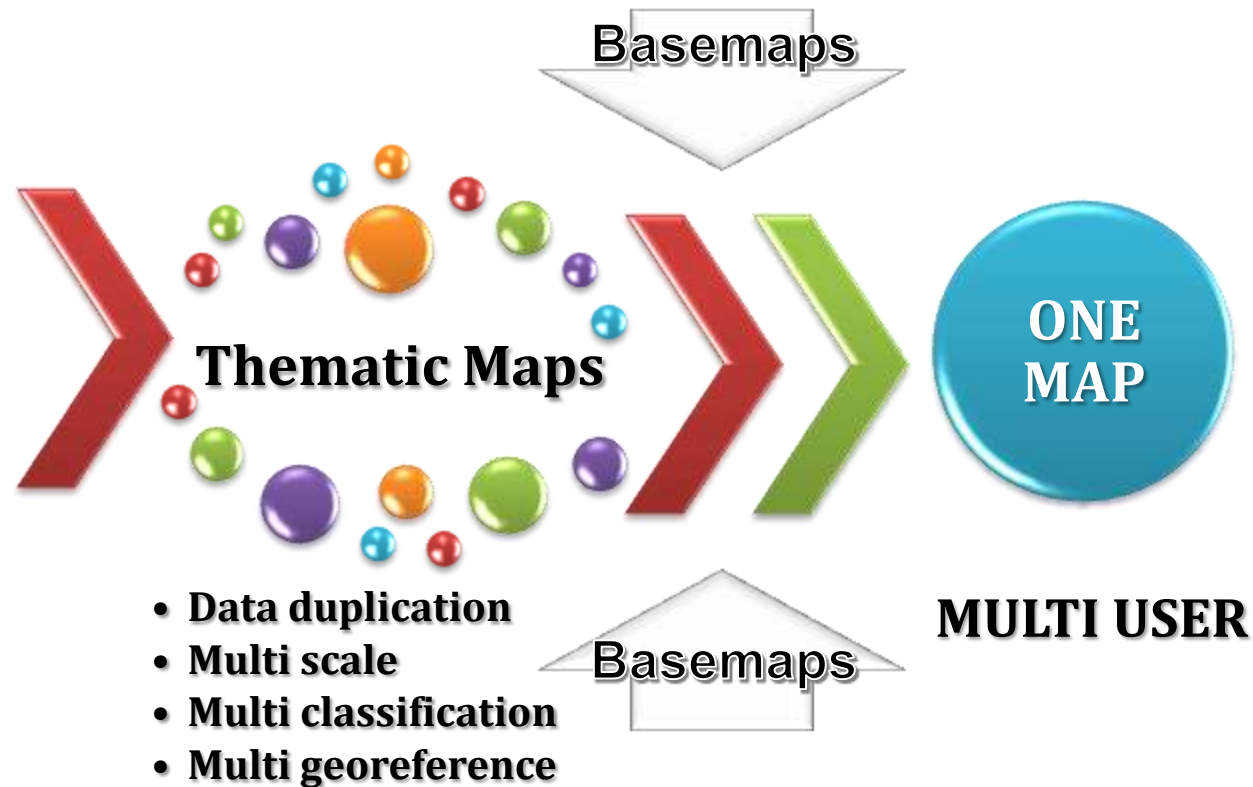 Basemaps
Thematic Maps
ONE
MAP
• Data duplication
• Multi scale
• Multi classification
• Multi georeference
Basemaps
MULTI USER